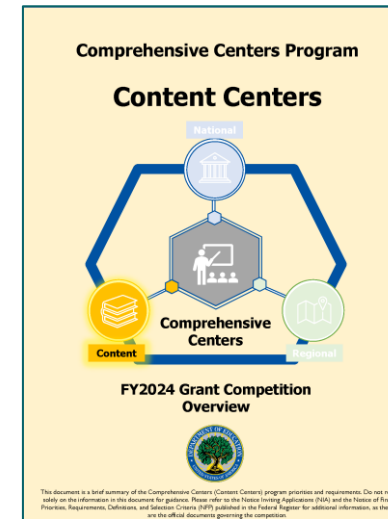 Comprehensive Centers Program
Content Centers
National
Comprehensive
Centers
Content
Regional
FY2024 Grant Competition
Overview
DEPARTMENT OF EDUCATION
This document is a brief summary of the Comprehensive Centers (Content Centers) program priorities and requirements. Do not
solely on the information in this document for guidance. Please refer to the Notice Inviting Applications (NIA) and the Notice of
Priorities, Requirements, Definitions, and Selection Criteria (NFP) published in the Federal Register for additional information, as
are the official documents governing the competition.